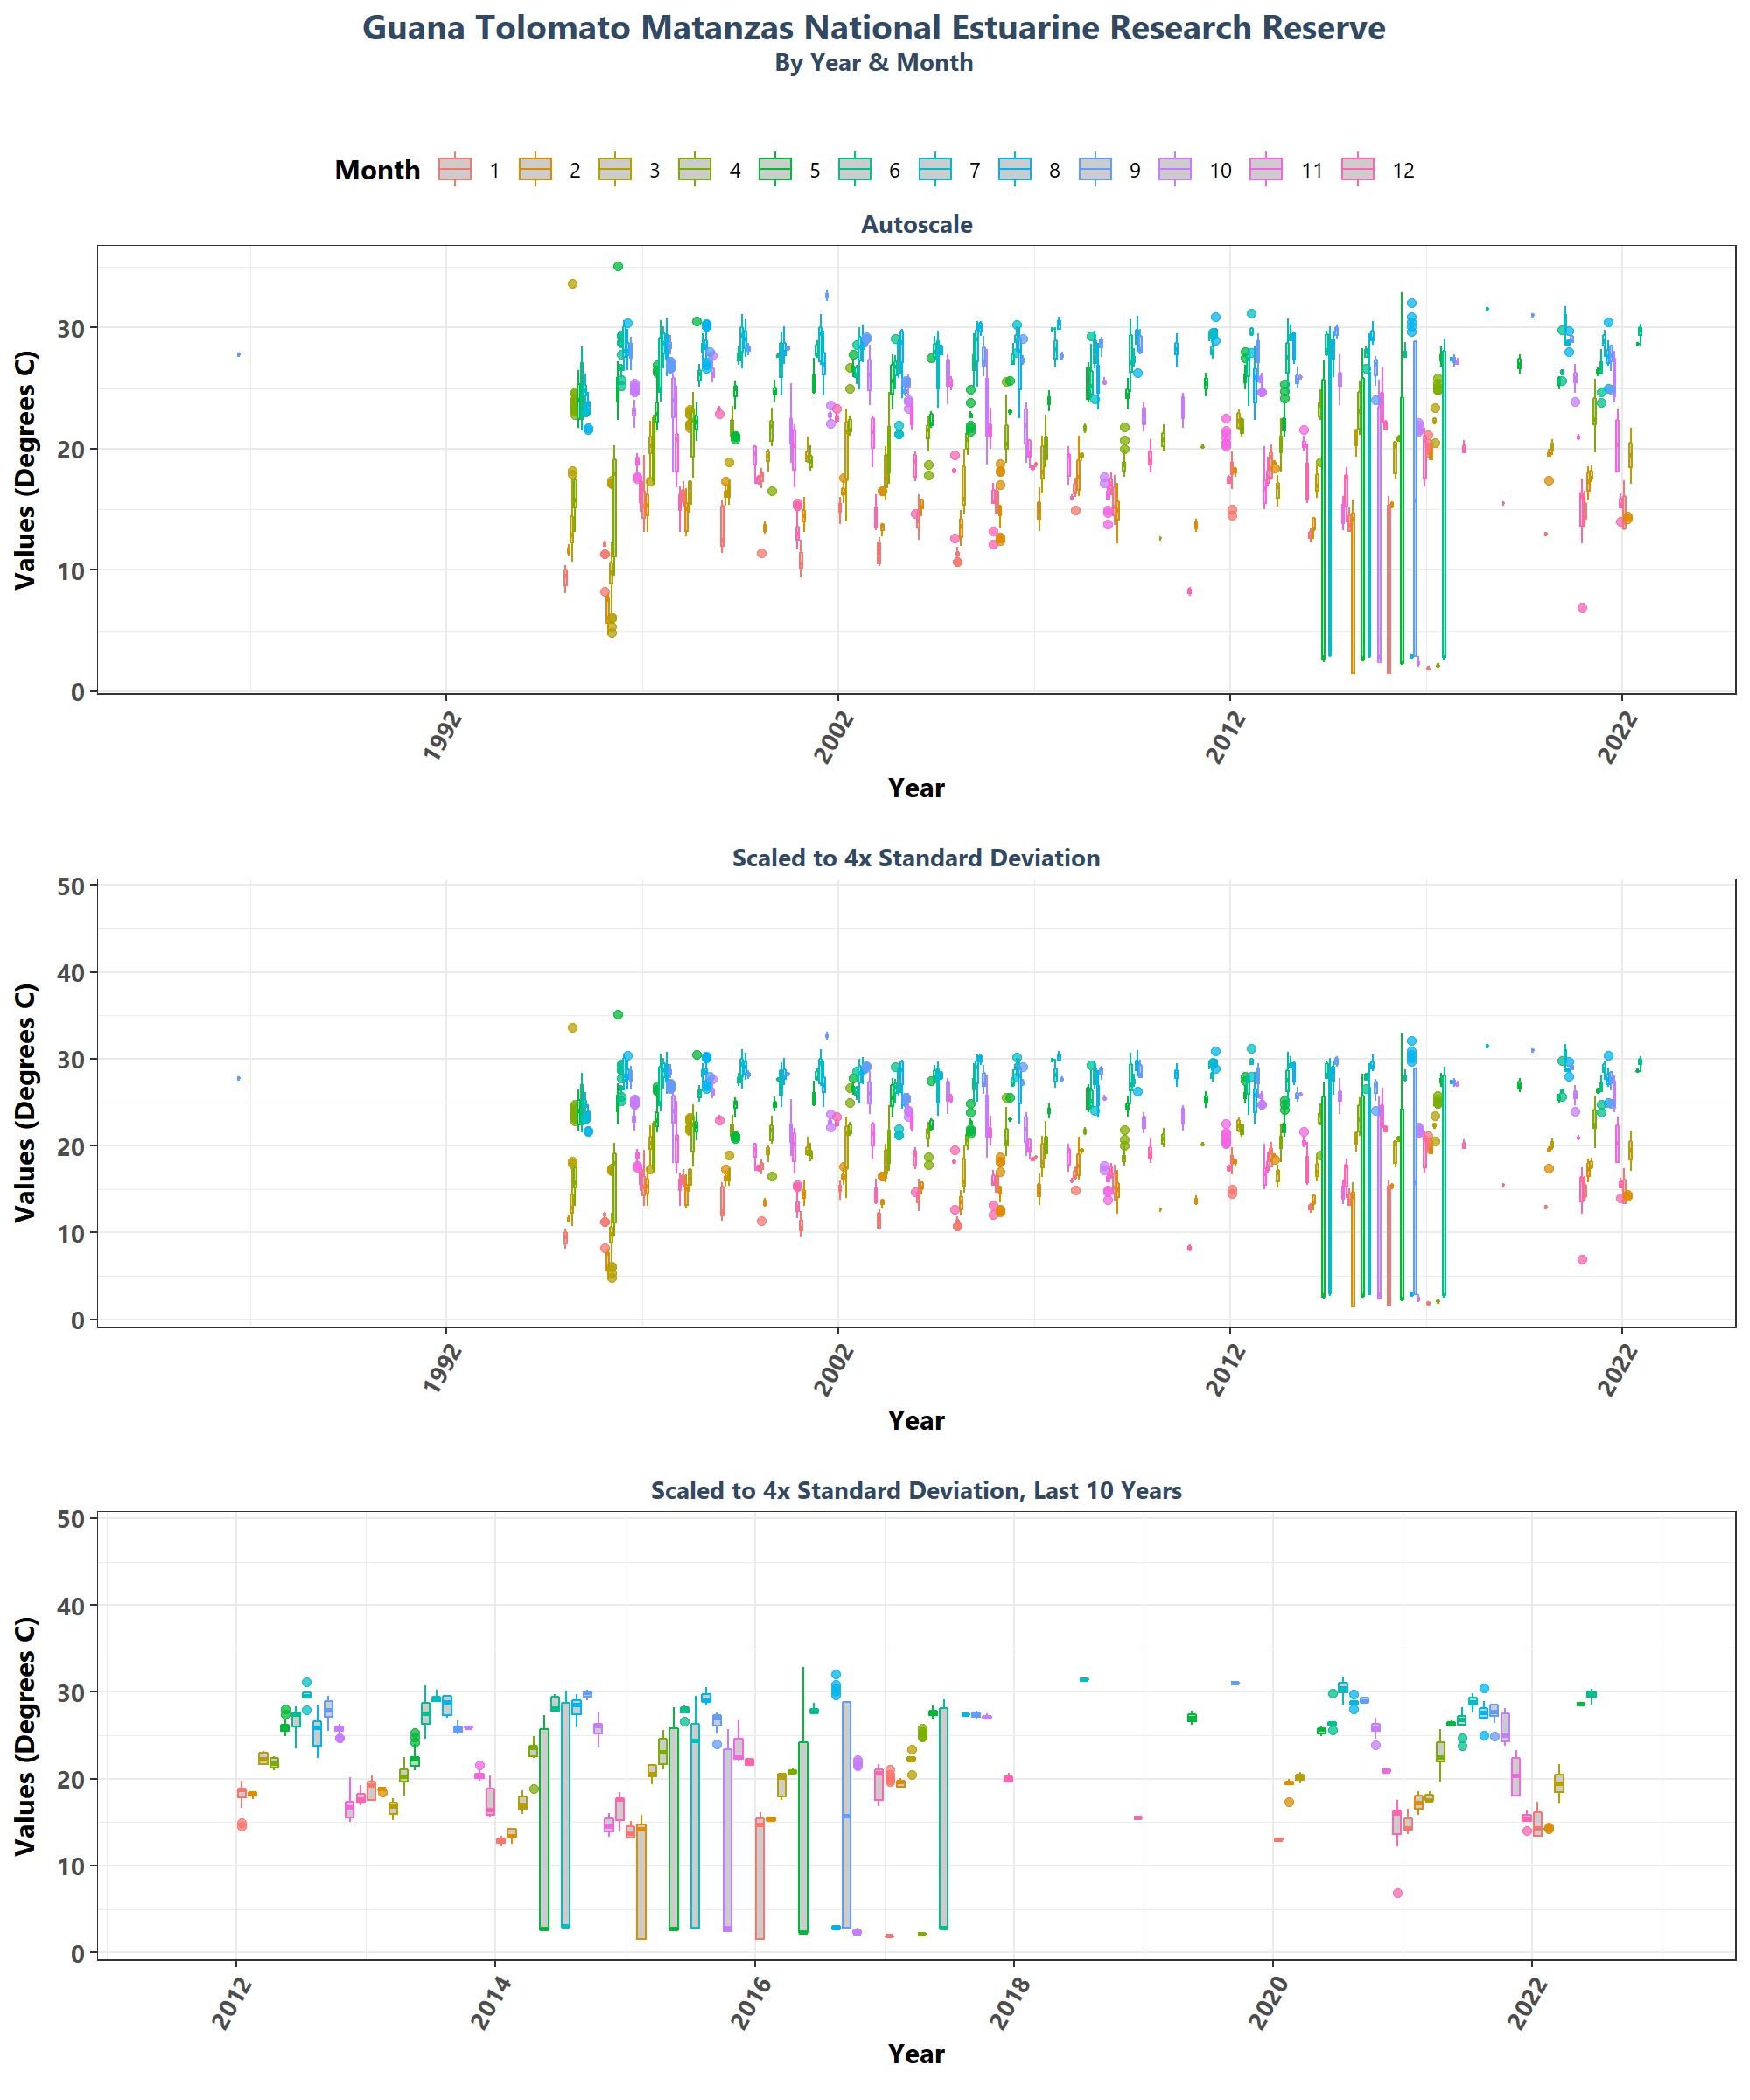 Guana Tolomato Matanzas National Estuarine Research Reserve
By Year & Month
Month 1 2 3 4 5 6 7 8 9 10 11 12
Autoscale
Values (Degrees C)
30
20
10
0
1992 2002 2012 2022
Year
Scaled to 4x Standard Deviation
Values (Degrees C)
50
40
30
20
10
0
1992 2002 2012 2022
Year
Scaled to 4x Standard Deviation, Last 10 Years
Values (Degrees C)
50
40
30
20
10
0
2012 2014 2016 2018 2020 2022
Year